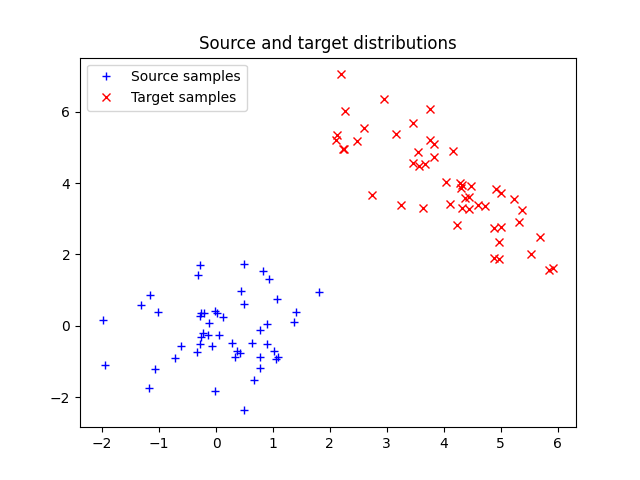 Source and target distributions
Source samples
Target samples
6
4
2
0
−2
−2 −1 0 1 2 3 4 5 6